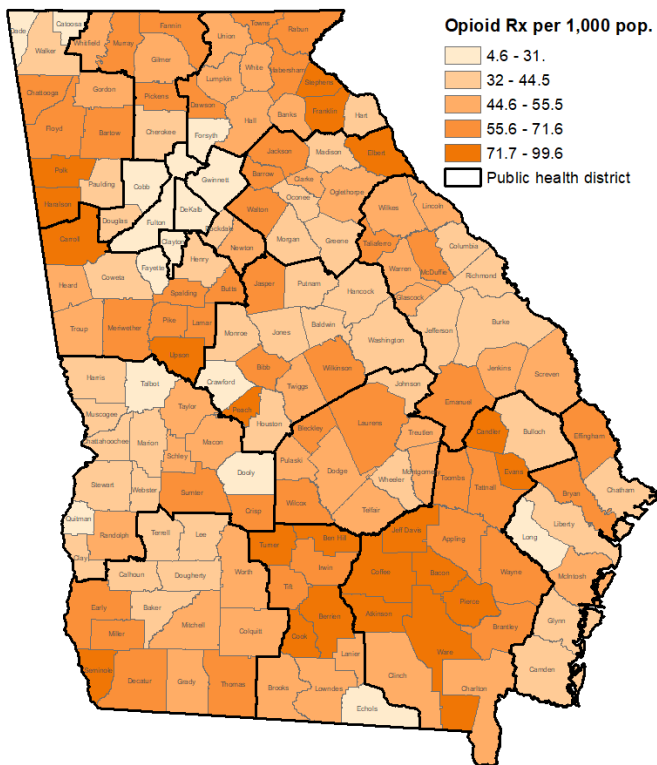 Opioid Rx per 1,000 pop.
4.6 - 31.
32 - 44.5
44.6 - 55.5
55.6 - 71.6
71.7 - 99.6
Public health district
Dade
Catoosa
Walker
Whitfield
Murray
Fannin
Gilmer
Union
Towns
Rabun
Lumpkin
White
Habersham
Stephens
Chattooga
Gordon
Pickens
Dawson
Hall
Banks
Franklin
Hart
Floyd
Bartow
Cherokee
Forsyth
Jackson
Madison
Elbert
Polk
Paulding
Cobb
Gwinnett
Barrow
Clarke
Oconee
Oglethorpe
Wilkes
Lincoln
Haralson
Douglas
Fulton
DeKalb
Rockdale
Walton
Morgan
Greene
Taliaferro
Columbia
Carroll
Clayton
Fayette
Henry
Newton
McDuffie
Warren
Richmond
Heard
Coweta
Spalding
Butts
Jasper
Putnam
Hancock
Glascock
Troup
Meriwether
Pike
Lamar
Monroe
Jones
Baldwin
Washington
Jefferson
Burke
Upson
Harris
Talbot
Crawford
Bibb
Twiggs
Wilkinson
Johnson
Jenkins
Screven
Muscogee
Taylor
Peach
Houston
Laurens
Emanuel
Chattahoochee
Marion
Schley
Macon
Bleckley
Treutlen
Candler
Bulloch
Effingham
Stewart
Webster
Sumter
Dooly
Pulaski
Dodge
Wheeler
Montgomery
Toombs
Tattnall
Evans
Bryan
Chatham
Quitman
Randolph
Crisp
Wilcox
Telfair
Long
Liberty
Clay
Terrell
Lee
Turner
Ben Hill
Jeff Davis
Appling
Wayne
McIntosh
Calhoun
Dougherty
Worth
Tift
Irwin
Coffee
Bacon
Early
Baker
Mitchell
Colquitt
Cook
Berrien
Atkinson
Pierce
Brantley
Glynn
Miller
Lanier
Ware
Seminole
Decatur
Grady
Thomas
Brooks
Lowndes
Clinch
Charlton
Camden
Echols